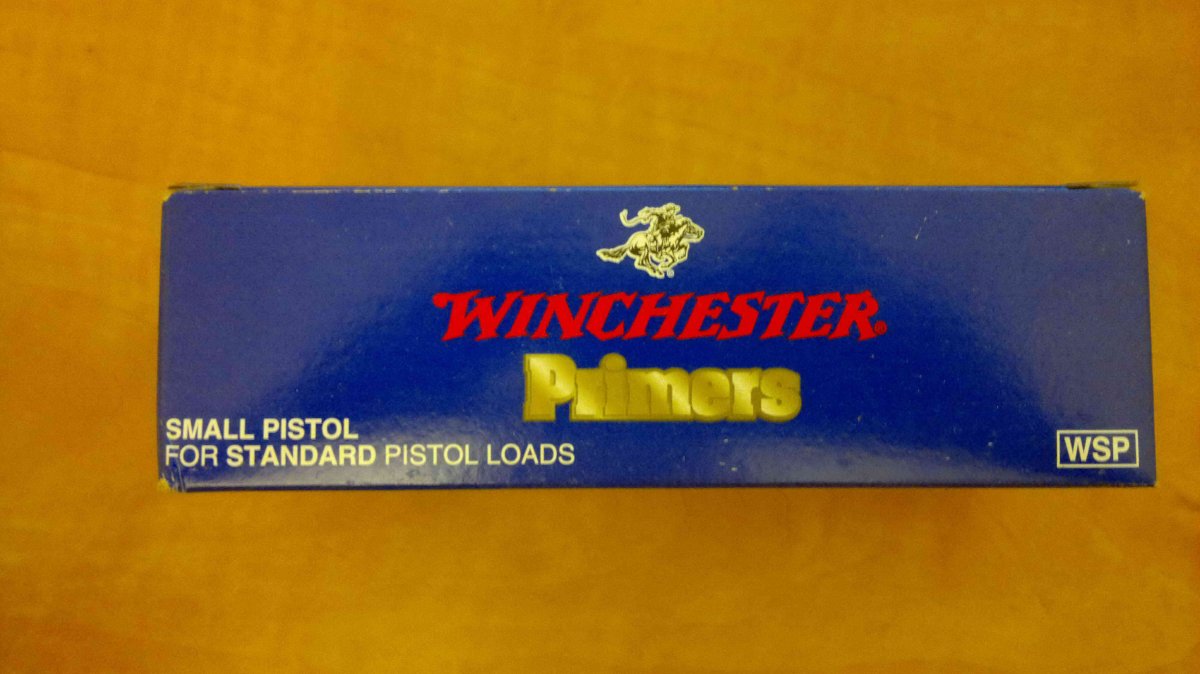 WINCHESTER®
Primers
SMALL PISTOL
FOR STANDARD PISTOL LOADS
WSP